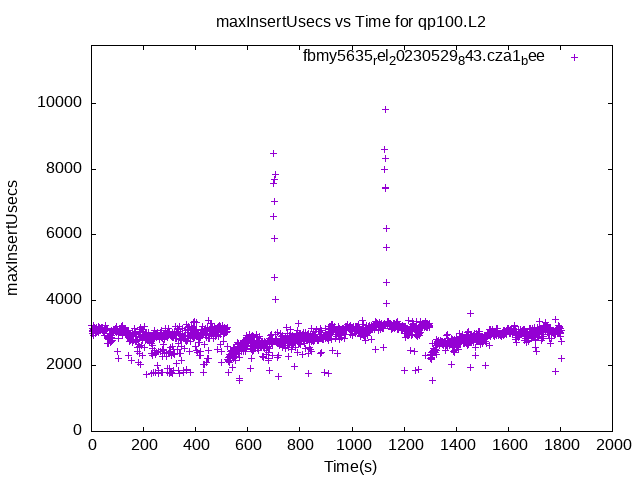 maxInsertUsecs vs Time for qp100.L2
fbmy5635rel20230529843.cza1bee
10000
8000
6000
4000
2000
0
maxInsertUsecs
0 200 400 600 800 1000 1200 1400 1600 1800 2000
Time(s)